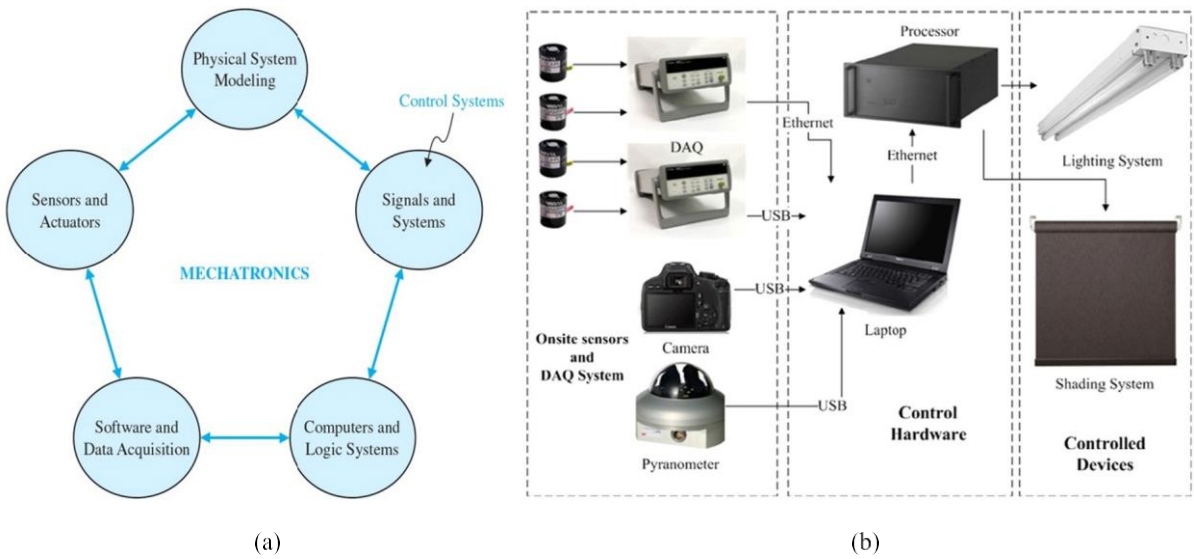 Physical System
Modeling
Control Systems
Sensors and
Actuators
Signals and
Systems
MECHATRONICS
Software and
Data Acquisition
Computers and
Logic Systems
(a)
DAQ
Ethernet
USB
USB
Camera
Onsite sensors
and
DAQ System
USB
Pyranometer
Processor
Ethernet
Laptop
Control
Hardware
Lighting System
Shading System
Controlled
Devices
(b)